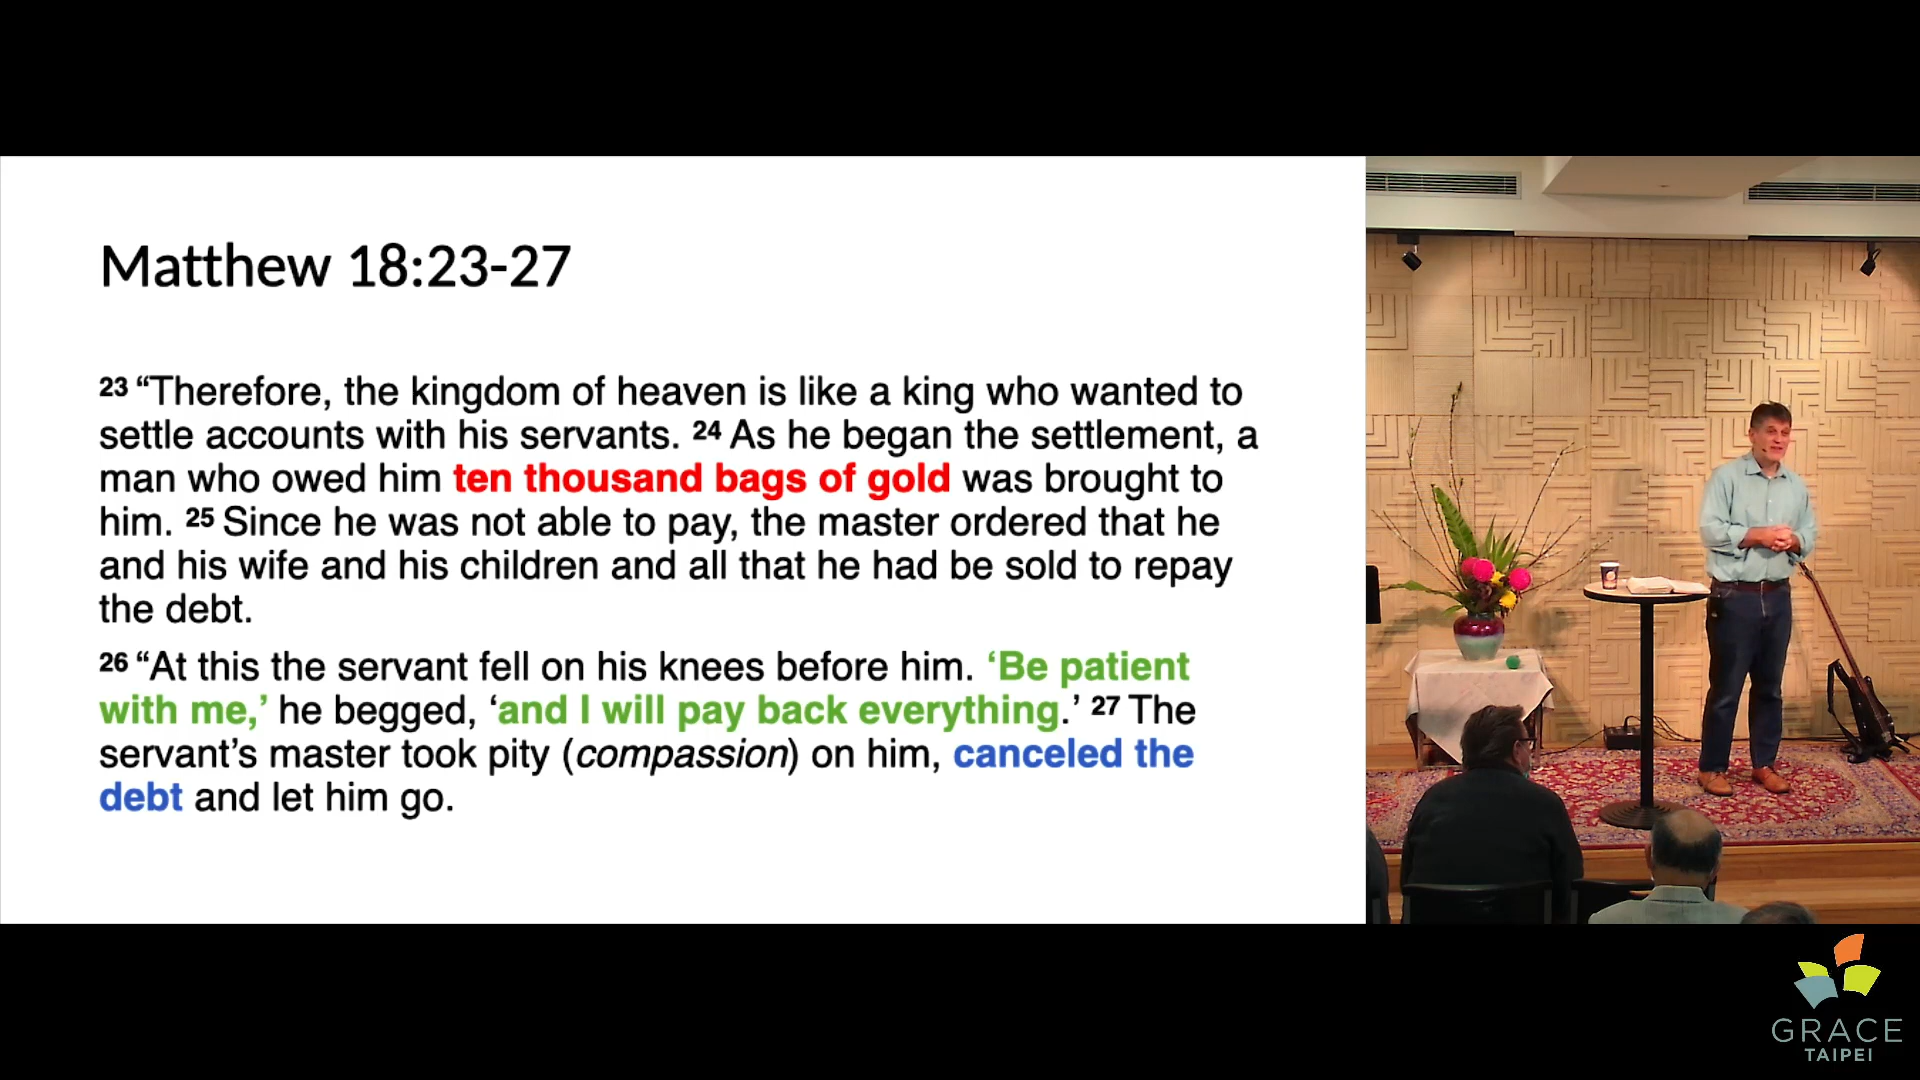 Matthew 18:23-27
23 “Therefore, the kingdom of heaven is like a king who wanted to
settle accounts with his servants. 24 As he began the settlement, a
man who owed him ten thousand bags of gold was brought to
him. 25 Since he was not able to pay, the master ordered that he
and his wife and his children and all that he had be sold to repay
the debt.
26 “At this the servant fell on his knees before him. ‘Be patient
with me,’ he begged, ‘and I will pay back everything.’ 27 The
servant’s master took pity (compassion) on him, canceled the
debt and let him go.
GRACE
TAIPEI